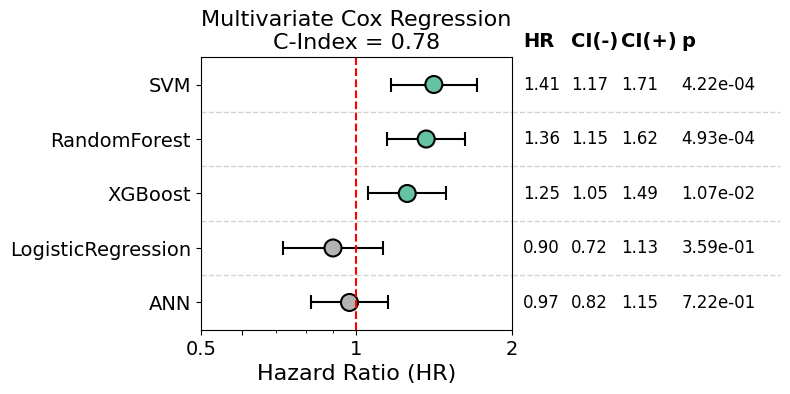 Multivariate Cox Regression
C-Index = 0.78
HR CI(-) CI(+) p
SVM 1.41 1.17 1.71 4.22e-04
RandomForest 1.36 1.15 1.62 4.93e-04
XGBoost 1.25 1.05 1.49 1.07e-02
LogisticRegression 0.90 0.72 1.13 3.59e-01
ANN 0.97 0.82 1.15 7.22e-01
0.5 1 2
Hazard Ratio (HR)